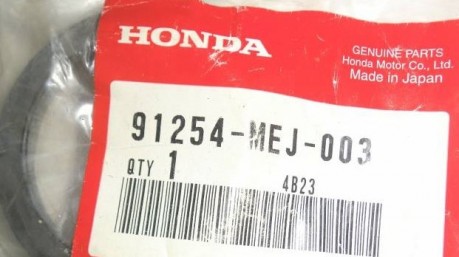 HONDA
GENUINE PARTS
Honda Motor Co., Ltd.
Made in Japan
91254-MEJ-003
QTY 1
4B23